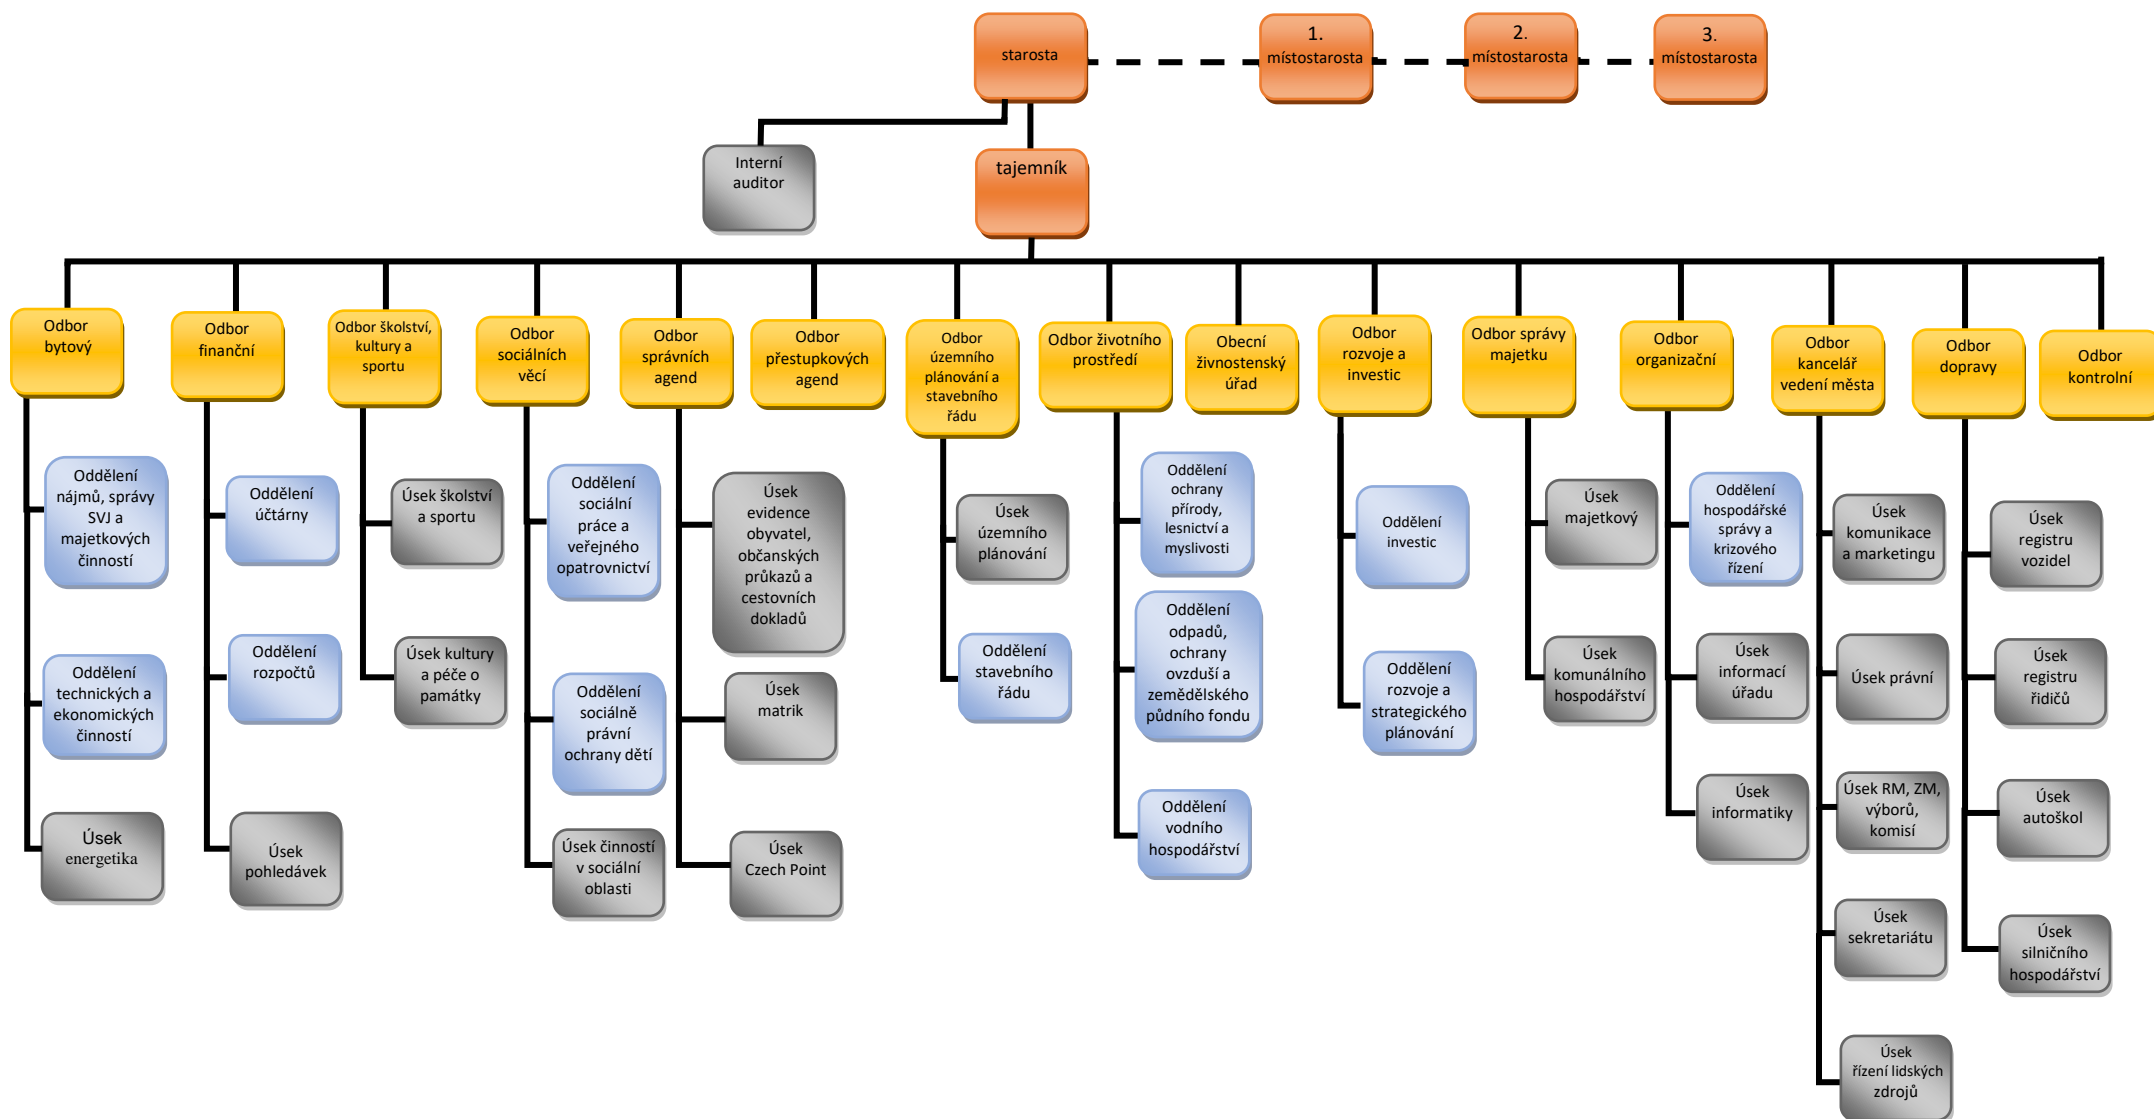 starosta
1.
místostarosta
2.
místostarosta
3.
místostarosta
Interní
auditor
tajemník
Odbor
bytový
Odbor
finanční
Odbor školství,
kultury a
sportu
Odbor
sociálních
věcí
Odbor
správních
agend
Odbor
přestupkových
agend
Odbor
územního
plánování a
stavebního
řádu
Odbor životního
prostředí
Obecní
živnostenský
úřad
Odbor
rozvoje a
investic
Odbor správy
majetku
Odbor
organizační
Odbor
kancelář
vedení města
Odbor
dopravy
Odbor
kontrolní
Oddělení
nájmů, správy
SVJ a
majetkových
činností
Oddělení
technických a
ekonomických
činností
Úsek
energetika
Oddělení
účtárny
Oddělení
rozpočtů
Úsek
pohledávek
Úsek školství
a sportu
Úsek kultury
a péče o
památky
Oddělení
sociální
práce a
veřejného
opatrovnictví
Oddělení
sociálně
právní
ochrany dětí
Úsek činností
v sociální
oblasti
Úsek
evidence
obyvatel,
občanských
průkazů a
cestovních
dokladů
Úsek
matrik
Úsek
Czech Point
Úsek
územního
plánování
Oddělení
stavebního
řádu
Oddělení
ochrany
přírody,
lesnictví a
myslivosti
Oddělení
odpadů,
ochrany
ovzduší a
zemědělského
půdního fondu
Oddělení
vodního
hospodářství
Oddělení
investic
Oddělení
rozvoje a
strategického
plánování
Úsek
majetkový
Úsek
komunálního
hospodářství
Oddělení
hospodářské
správy a
krizového
řízení
Úsek
informací
úřadu
Úsek
informatiky
Úsek
komunikace
a marketingu
Úsek právní
Úsek RM, ZM,
výborů,
komisí
Úsek
sekretariátu
Úsek
řízení lidských
zdrojů
Úsek
registru
vozidel
Úsek
registru
řidičů
Úsek
autoškol
Úsek
silničního
hospodářství